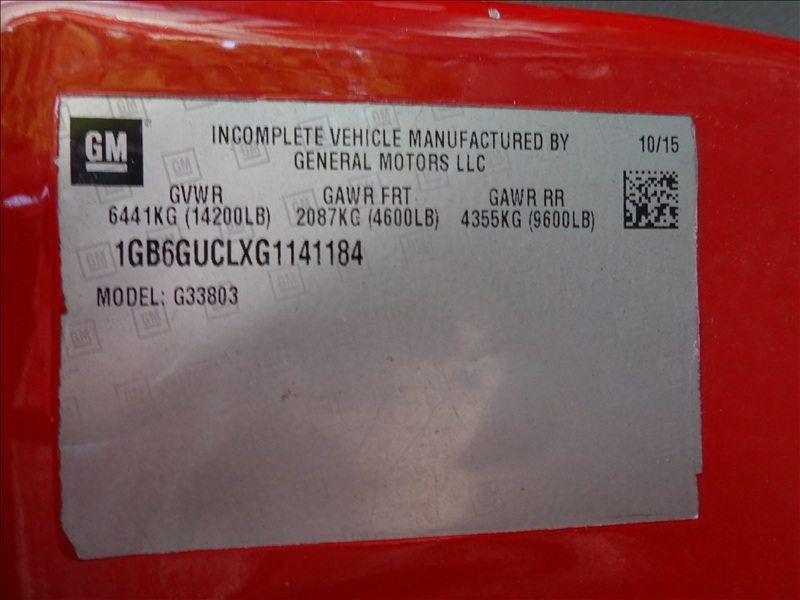 GM
INCOMPLETE VEHICLE MANUFACTURED BY
GENERAL MOTORS LLC
10/15
GVWR GAWR FRT GAWR RR
6441KG (14200LB) 2087KG (4600LB) 4355KG (9600LB)
1GB6GUCLXG1141184
MODEL: G33803